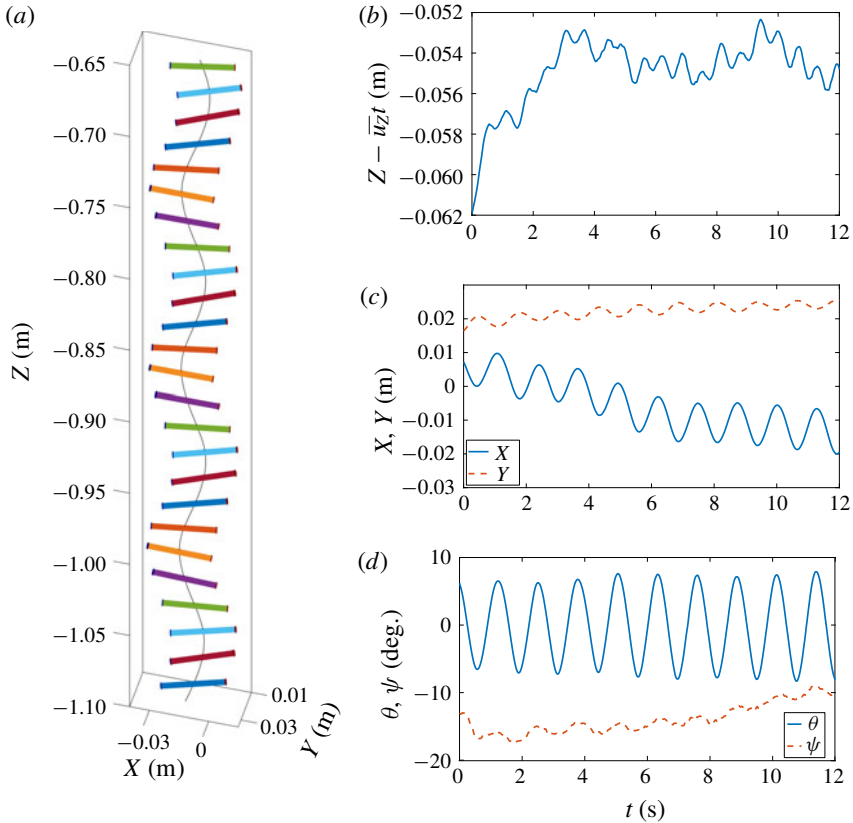 (a)
−0.65
−0.70
−0.75
−0.80
−0.85
−0.90
−0.95
−1.00
−1.05
−1.10
Z (m)
−0.03
0
X (m)
0.01
0.03
Y (m)
(b)
−0.052
−0.054
−0.056
−0.058
−0.060
−0.062
Z − u̅_Z t (m)
0 2 4 6 8 10 12
(c)
0.02
0.01
0
−0.01
−0.02
−0.03
X, Y (m)
X
Y
0 2 4 6 8 10 12
(d)
10
0
−10
−20
θ, ψ (deg.)
θ
ψ
0 2 4 6 8 10 12
t (s)